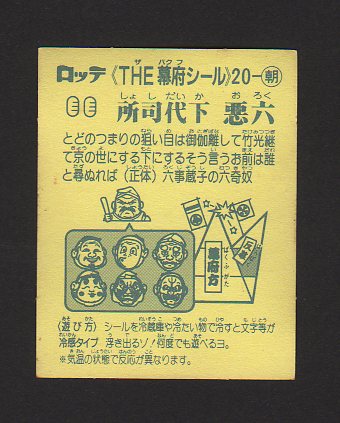 ロッテ《THE幕府シール》20-朝
所司代下 悪六
とどのつまりの狙い目は御伽離して竹光継
て京の世にする下にするそう言うお前は誰
と尋ぬれば（正体）六事蔵子の六奇奴
幕府方
《遊び方》シールを冷蔵庫や冷たい物で冷すと文字等が
冷感タイプ 浮き出るゾ！何度でも遊べるヨ。
※気温の状態で反応が異なります。